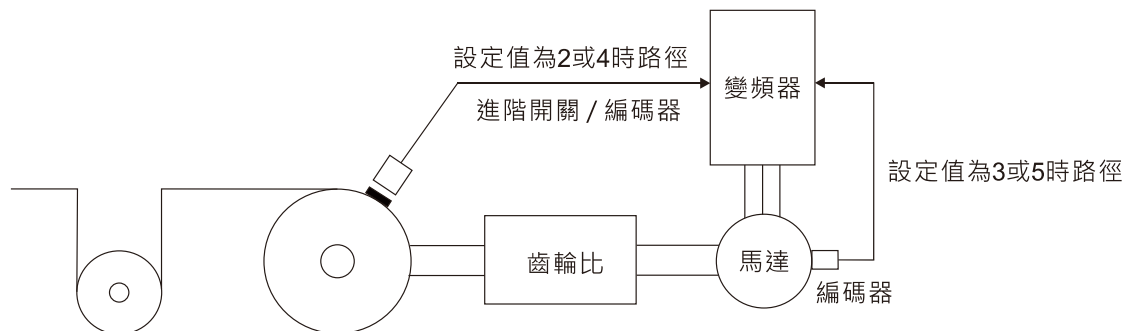 設定值為2或4時路徑
變頻器
進階開關 / 編碼器
設定值為3或5時路徑
齒輪比
馬達
編碼器